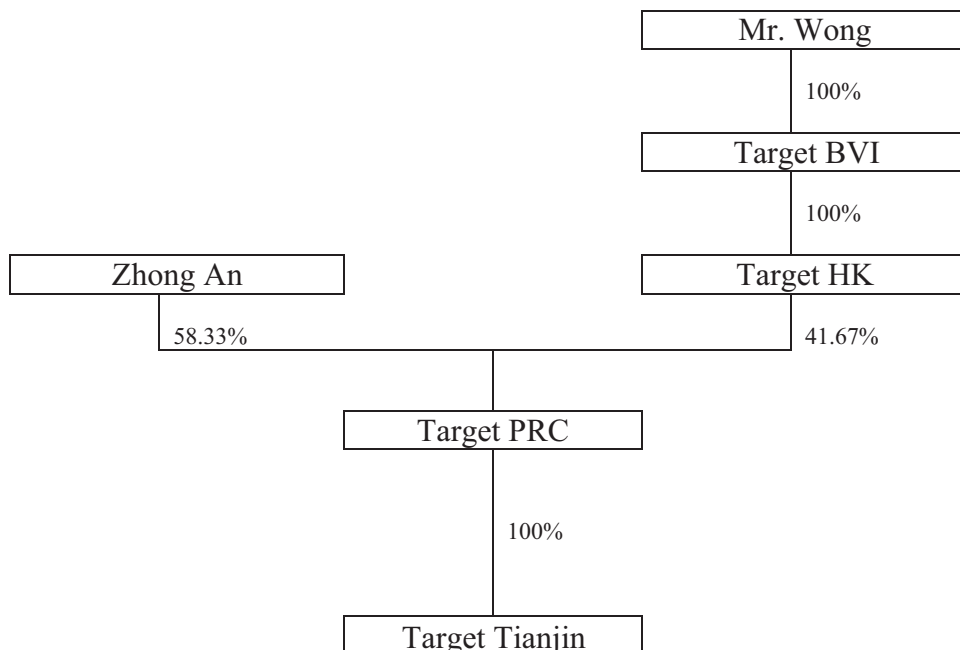 Mr. Wong
100%
Target BVI
100%
Zhong An
Target HK
58.33%
41.67%
Target PRC
100%
Target Tianjin